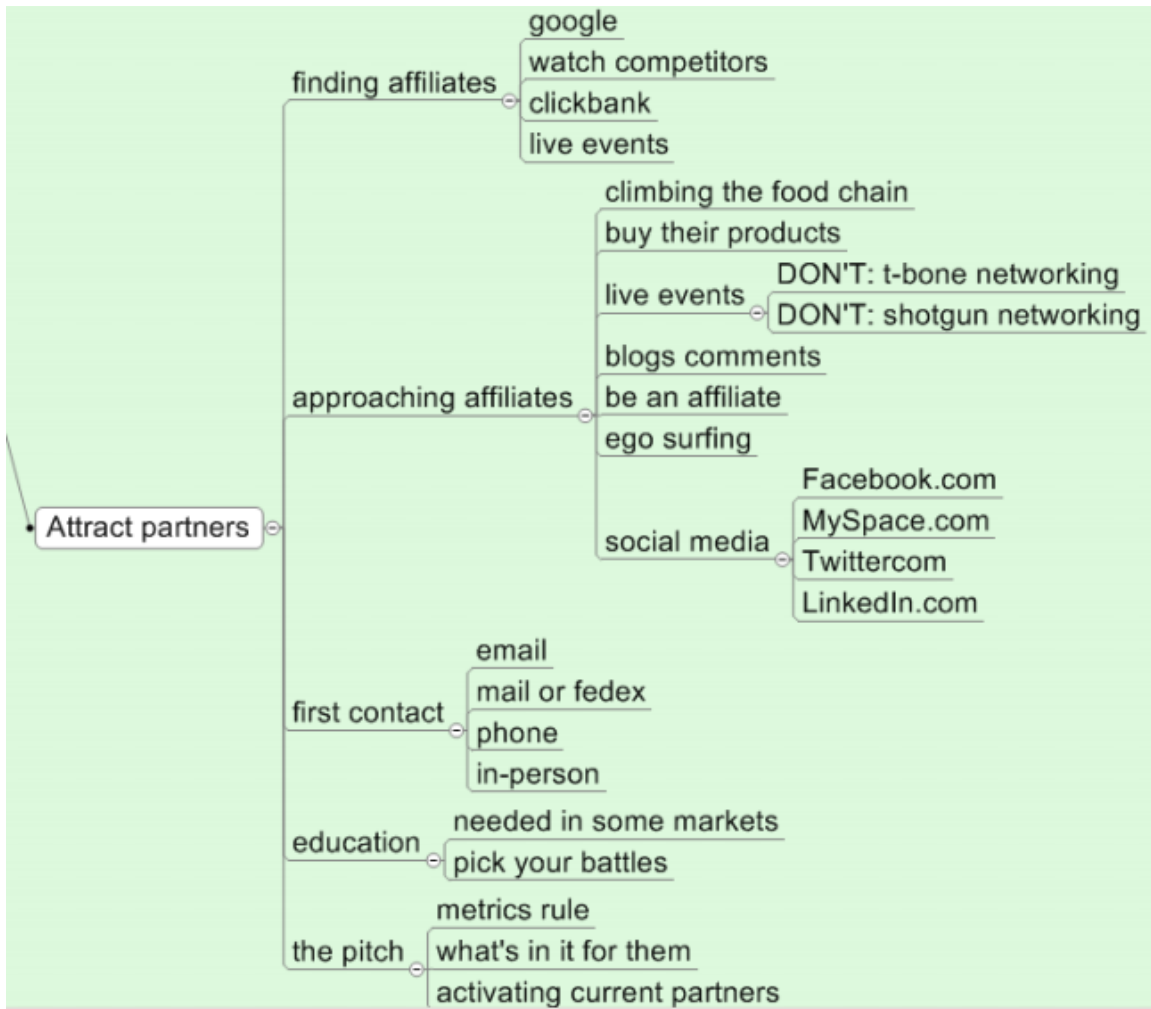 Attract partners
finding affiliates
google
watch competitors
clickbank
live events
approaching affiliates
climbing the food chain
buy their products
live events
DON'T: t-bone networking
DON'T: shotgun networking
blogs comments
be an affiliate
ego surfing
social media
Facebook.com
MySpace.com
Twittercom
LinkedIn.com
first contact
email
mail or fedex
phone
in-person
education
needed in some markets
pick your battles
the pitch
metrics rule
what's in it for them
activating current partners